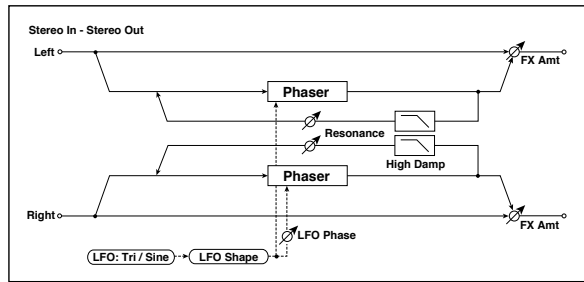 Stereo In - Stereo Out
Left
FX Amt
Phaser
Resonance
High Damp
Phaser
Right
FX Amt
LFO Phase
LFO: Tri / Sine
LFO Shape